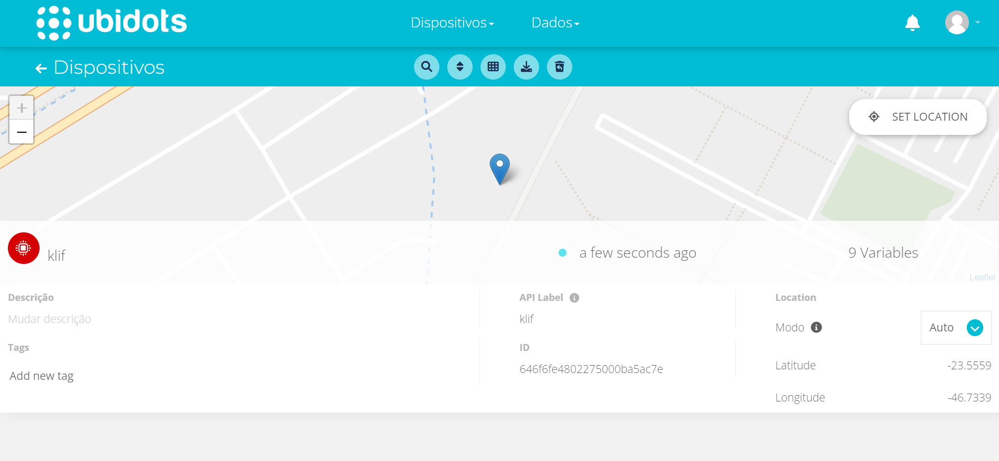 ubidots
Dispositivos
Dados
Dispositivos
SET LOCATION
klif
a few seconds ago
9 Variables
Leaflet
Descrição
Mudar descrição
Tags
Add new tag
API Label
klif
ID
646f6fe4802275000ba5ac7e
Location
Modo
Auto
Latitude
-23.5559
Longitude
-46.7339